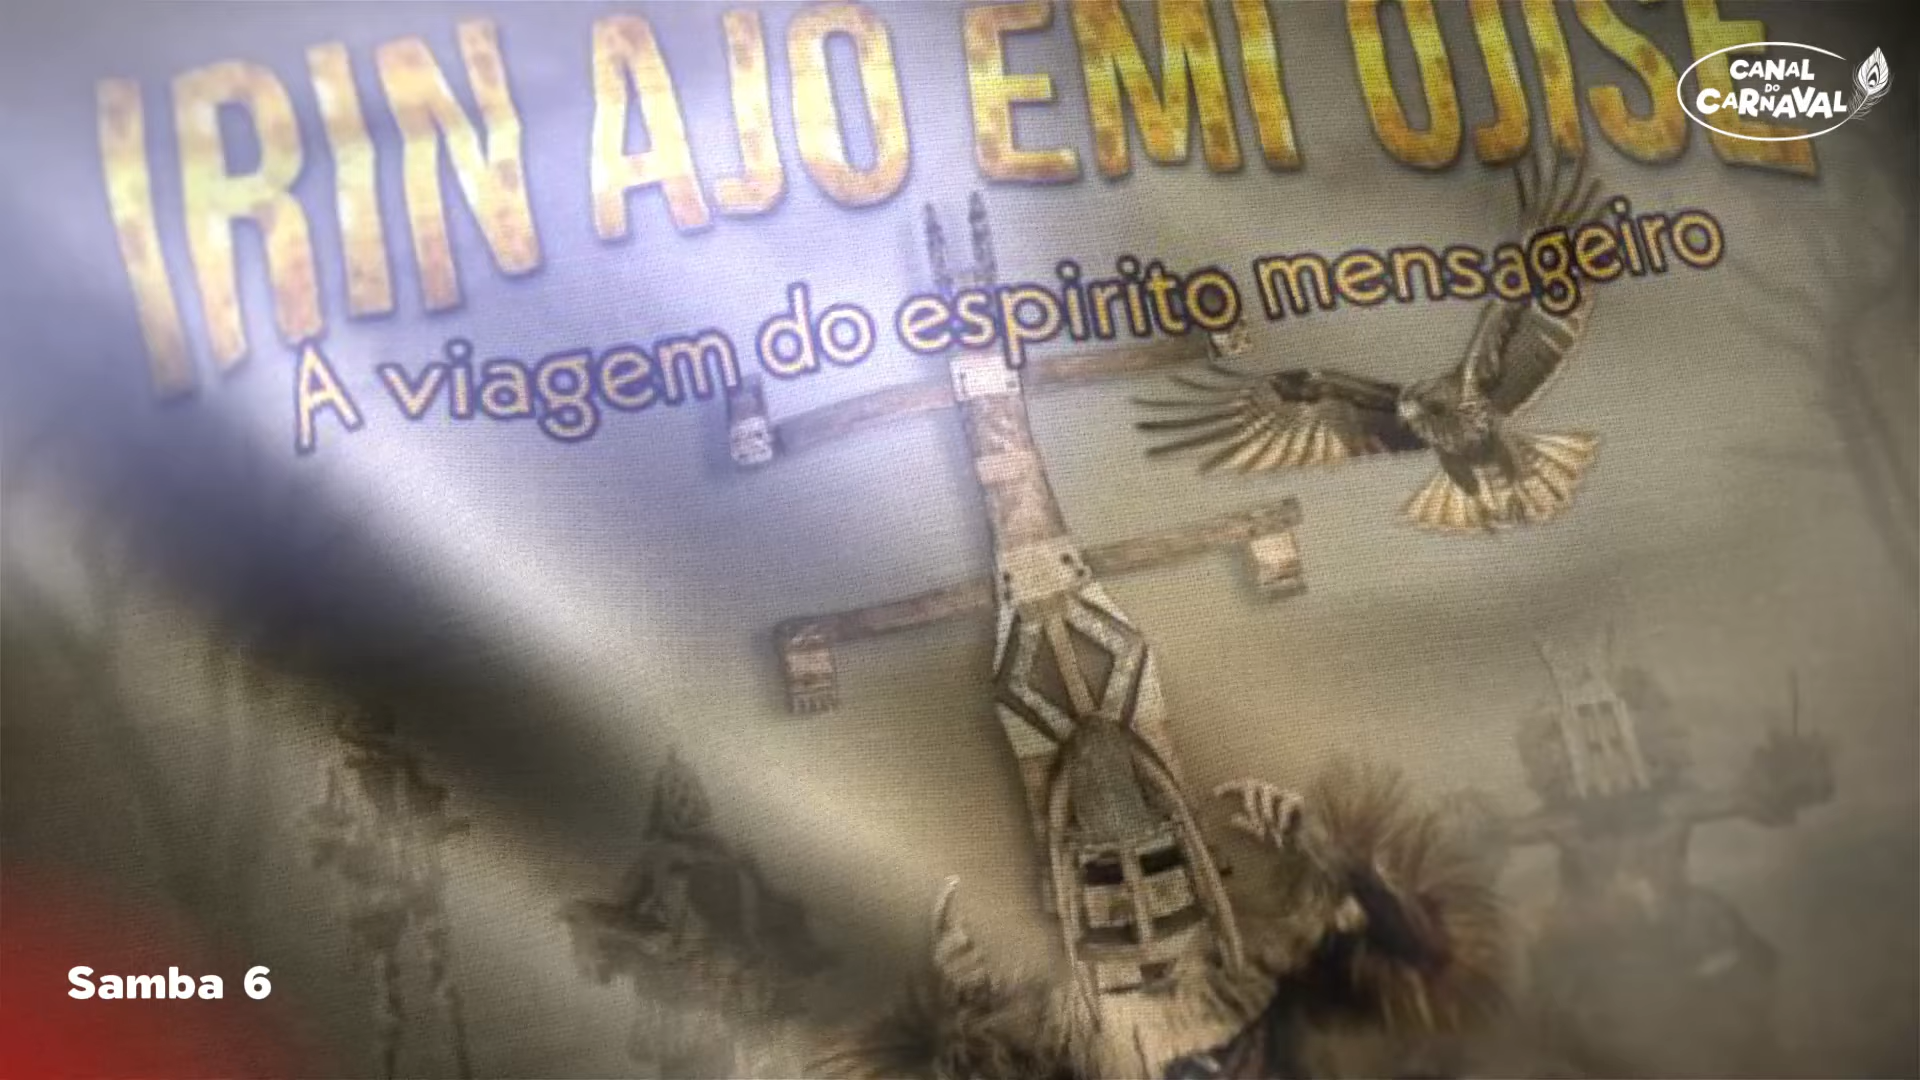 IRIN AJO EMI OJISE
A viagem do espirito mensageiro
CANAL
DO
CARNAVAL
Samba 6